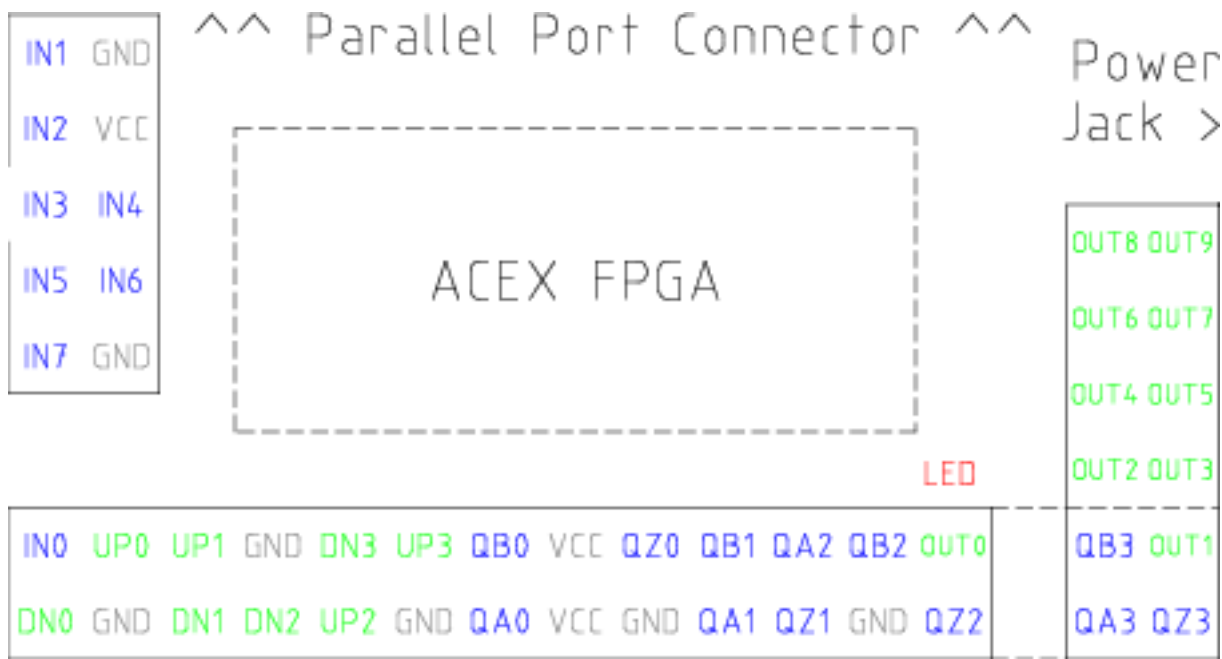 ^^ Parallel Port Connector ^^
Power
Jack >
IN1 GND
IN2 VCC
IN3 IN4
IN5 IN6
IN7 GND
ACEX FPGA
OUT8 OUT9
OUT6 OUT7
OUT4 OUT5
OUT2 OUT3
LED
IN0 UP0 UP1 GND DN3 UP3 QB0 VCC QZ0 QB1 QA2 QB2 OUT0 QB3 OUT1
DN0 GND DN1 DN2 UP2 GND QA0 VCC GND QA1 QZ1 GND QZ2 QA3 QZ3